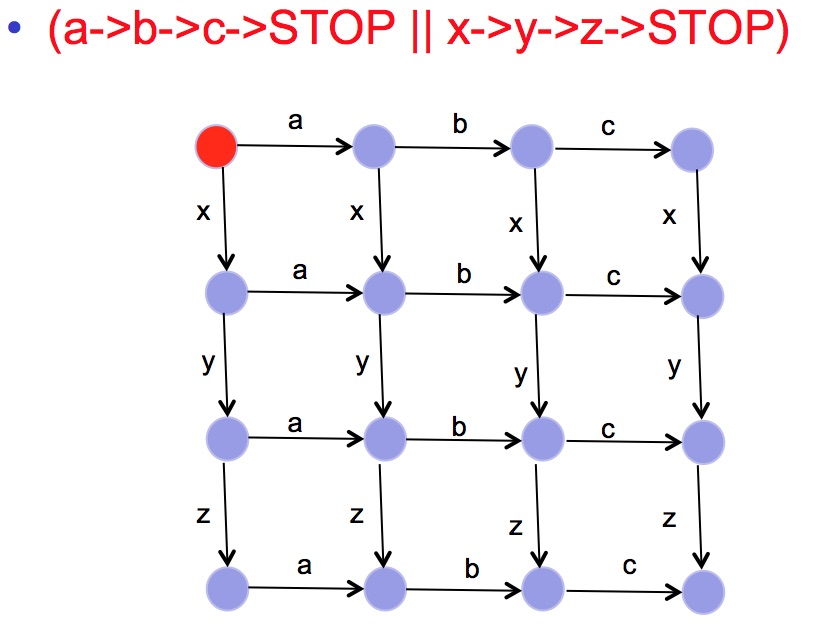 • (a->b->c->STOP || x->y->z->STOP)
a b c
x x x x
a b c
y y y y
a b c
z z z z
a b c